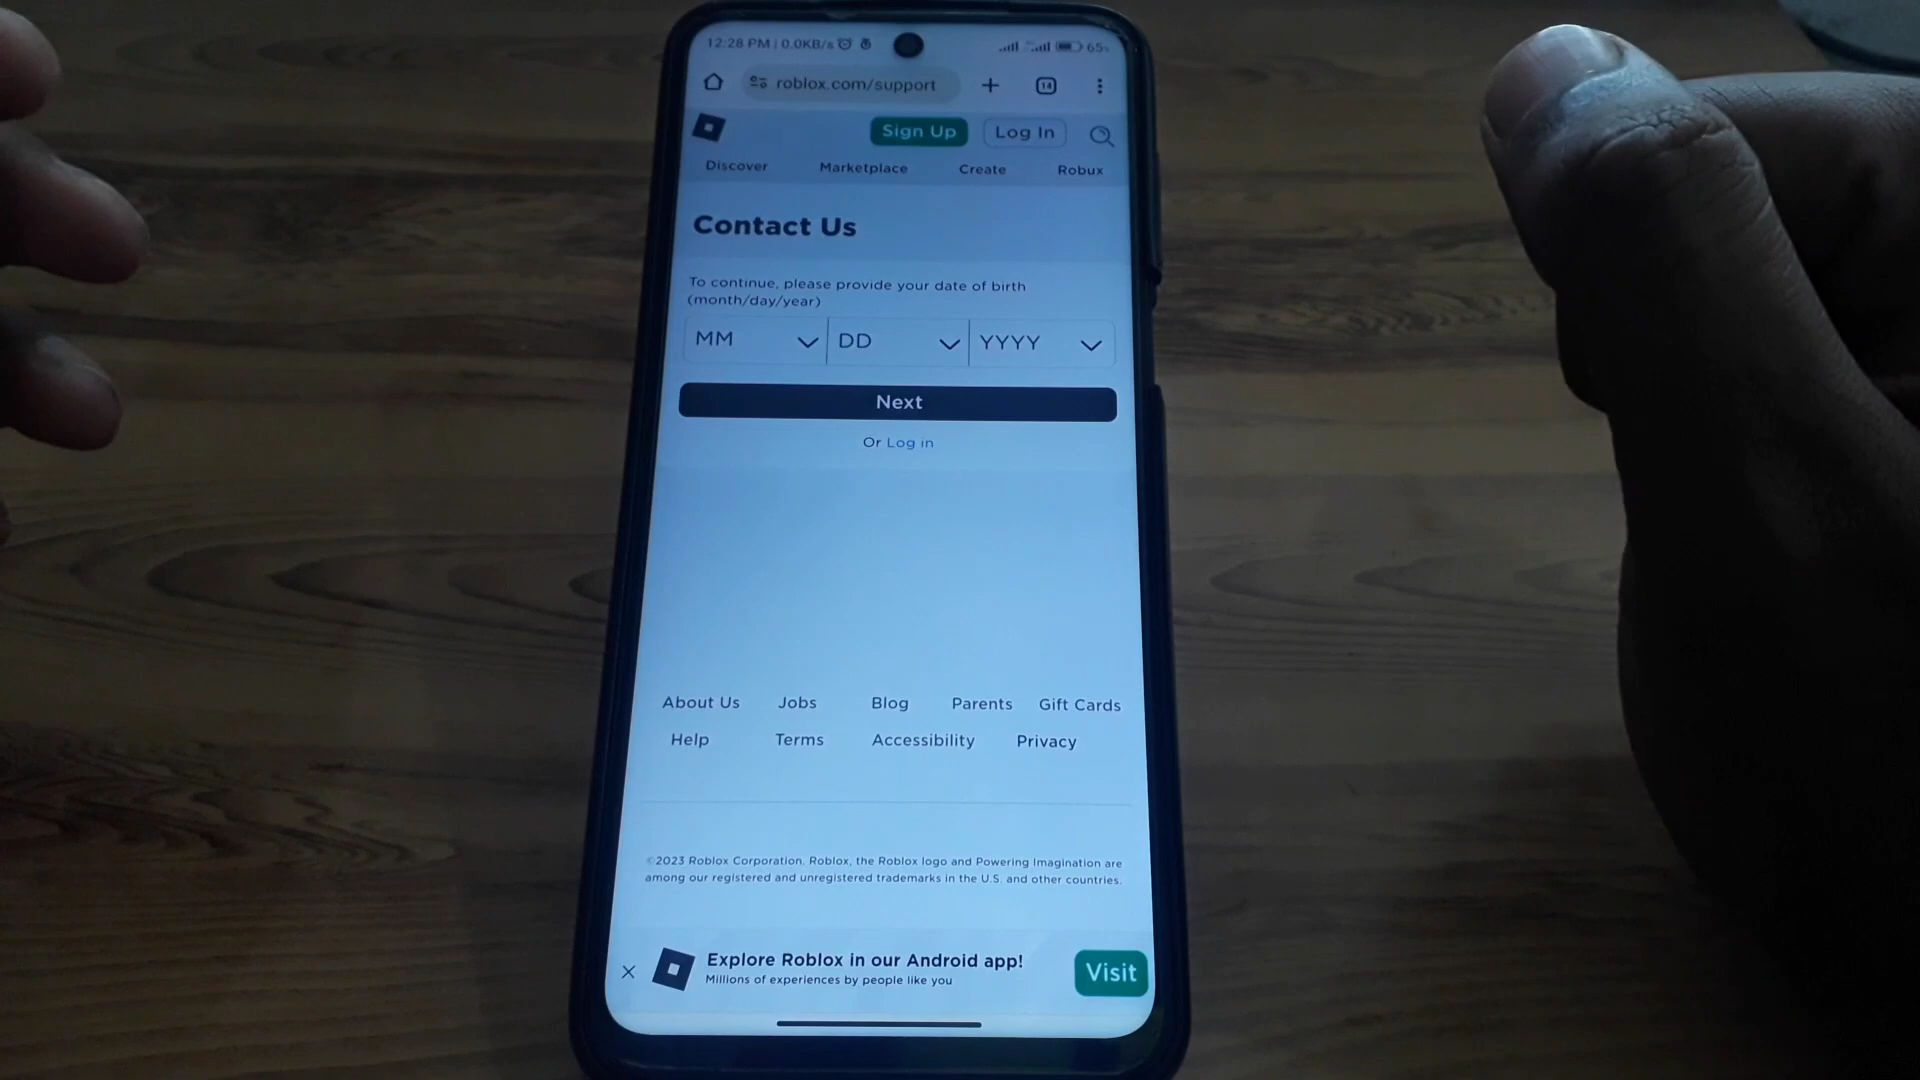 12:28 PM | 0.0KB/s 65%
roblox.com/support 14
Sign Up Log In
Discover Marketplace Create Robux
Contact Us
To continue, please provide your date of birth
(month/day/year)
MM DD YYYY
Next
Or Log in
About Us Jobs Blog Parents Gift Cards
Help Terms Accessibility Privacy
©2023 Roblox Corporation. Roblox, the Roblox logo and Powering Imagination are
among our registered and unregistered trademarks in the U.S. and other countries.
Explore Roblox in our Android app!
Millions of experiences by people like you
Visit